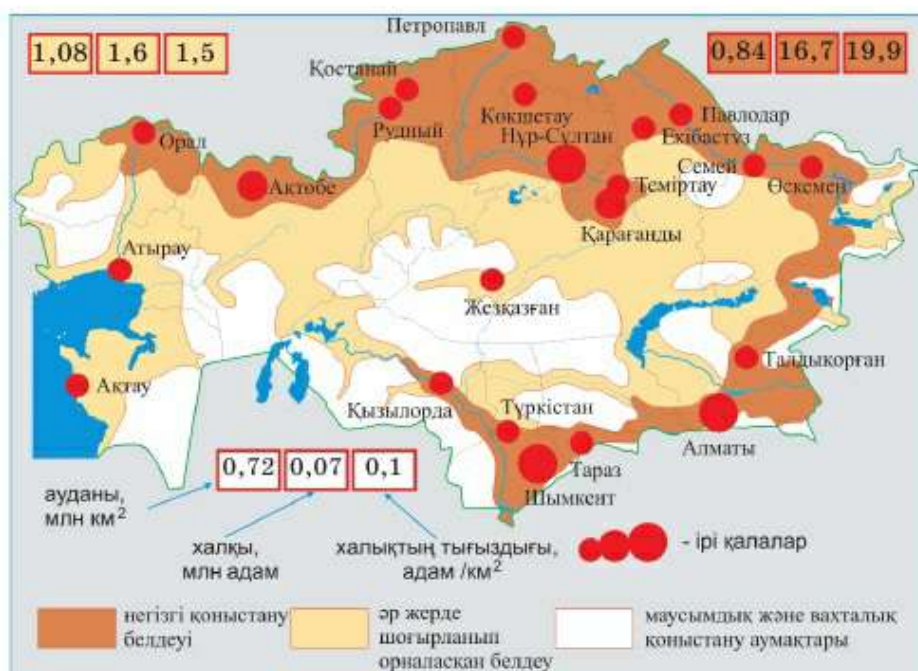 Петропавл
1,08 1,6 1,5
0,84 16,7 19,9
Қостанай
Рудный
Көкшетау
Нұр-Сұлтан
Павлодар
Екібастұз
Орал
Ақтобе
Семей
Өскемен
Теміртау
Қарағанды
Атырау
Жезқазған
Ақтау
Талдықорған
Қызылорда
Түркістан
Алматы
Тараз
Шымкент
0,72 0,07 0,1
ауданы,
млн км²
халқы,
млн адам
халықтың тығыздығы,
адам /км²
- ірі қалалар
негізгі қоныстану
белдеуі
әр жерде
шоғырланып
орналасқан белдеу
маусымдық және вахталық
қоныстану аумақтары